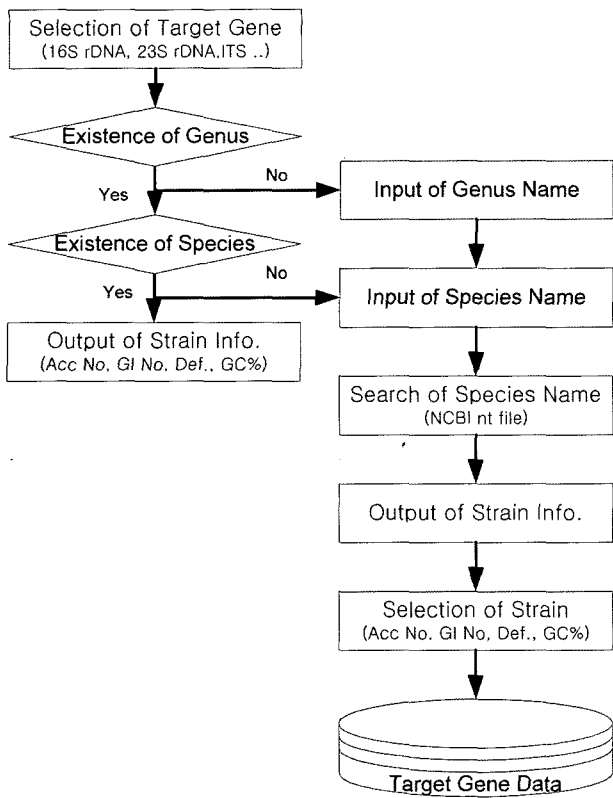 Selection of Target Gene
(16S rDNA, 23S rDNA,ITS ..)
Existence of Genus
No
Yes
Input of Genus Name
Existence of Species
No
Yes
Input of Species Name
Output of Strain Info.
(Acc No, GI No. Def., GC%)
Search of Species Name
(NCBI nt file)
Output of Strain Info.
Selection of Strain
(Acc No. GI No, Def., GC%)
Target Gene Data